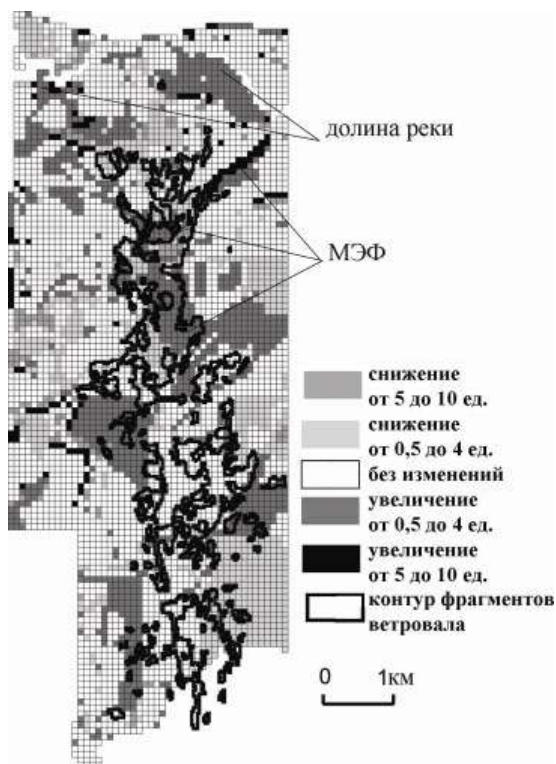 долина реки
МЭФ
снижение
от 5 до 10 ед.
снижение
от 0,5 до 4 ед.
без изменений
увеличение
от 0,5 до 4 ед.
увеличение
от 5 до 10 ед.
контур фрагментов
ветровала
0 1км